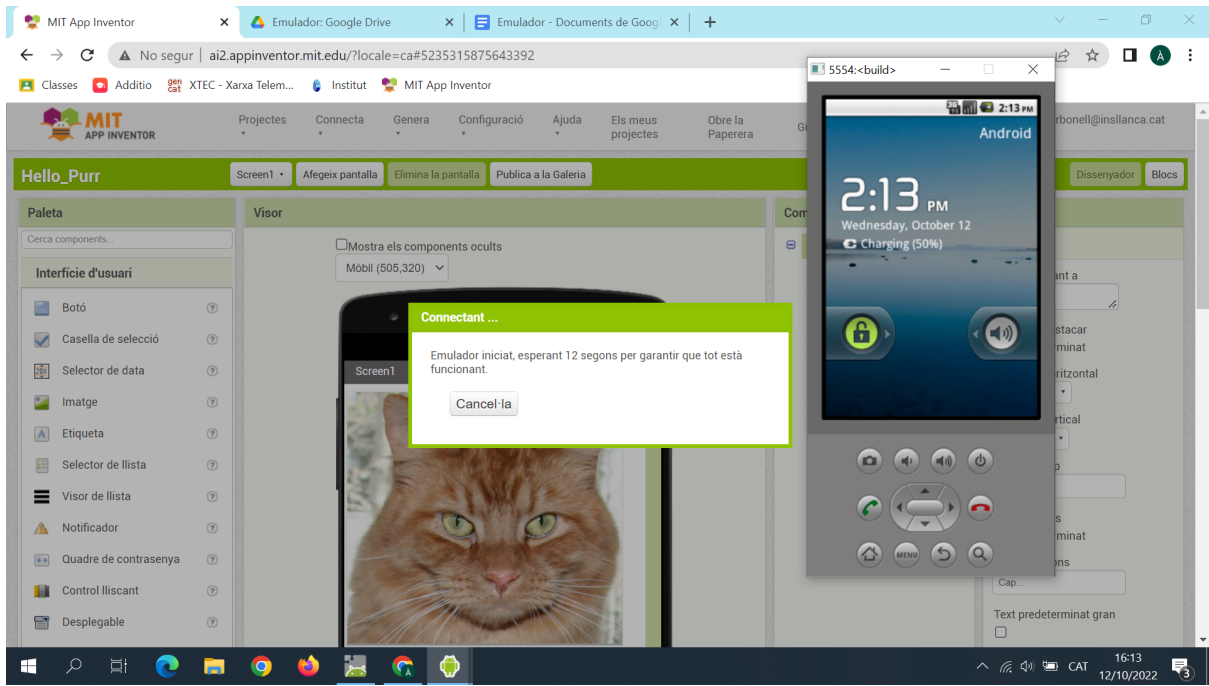 MIT App Inventor
Emulador: Google Drive
Emulador - Documents de Googl
No segur
ai2.appinventor.mit.edu/?locale=ca#5235315875643392
Classes
Additio
gen
cat
XTEC - Xarxa Telem...
Institut
MIT App Inventor
5554:<build>
MIT
APP INVENTOR
Projectes
Connecta
Genera
Configuració
Ajuda
Els meus
projectes
Obre la
Paperera
rbonell@insllanca.cat
Hello_Purr
Screen1
Afegeix pantalla
Elimina la pantalla
Publica a la Galeria
Dissenyador
Blocs
Paleta
Visor
Com
Cerca components...
Mostra els components ocults
Mòbil (505,320)
Interfície d'usuari
Botó
Casella de selecció
Selector de data
Imatge
Etiqueta
Selector de llista
Visor de llista
Notificador
Quadre de contrasenya
Control lliscant
Desplegable
Screen1
Connectant ...
Emulador iniciat, esperant 12 segons per garantir que tot està
funcionant.
Cancel·la
3G
2:13 PM
Android
2:13 PM
Wednesday, October 12
Charging (50%)
MENU
ant a
stacar
minat
ritzontal
rtical
minat
ons
Cap...
Text predeterminat gran
CAT
16:13
12/10/2022
3